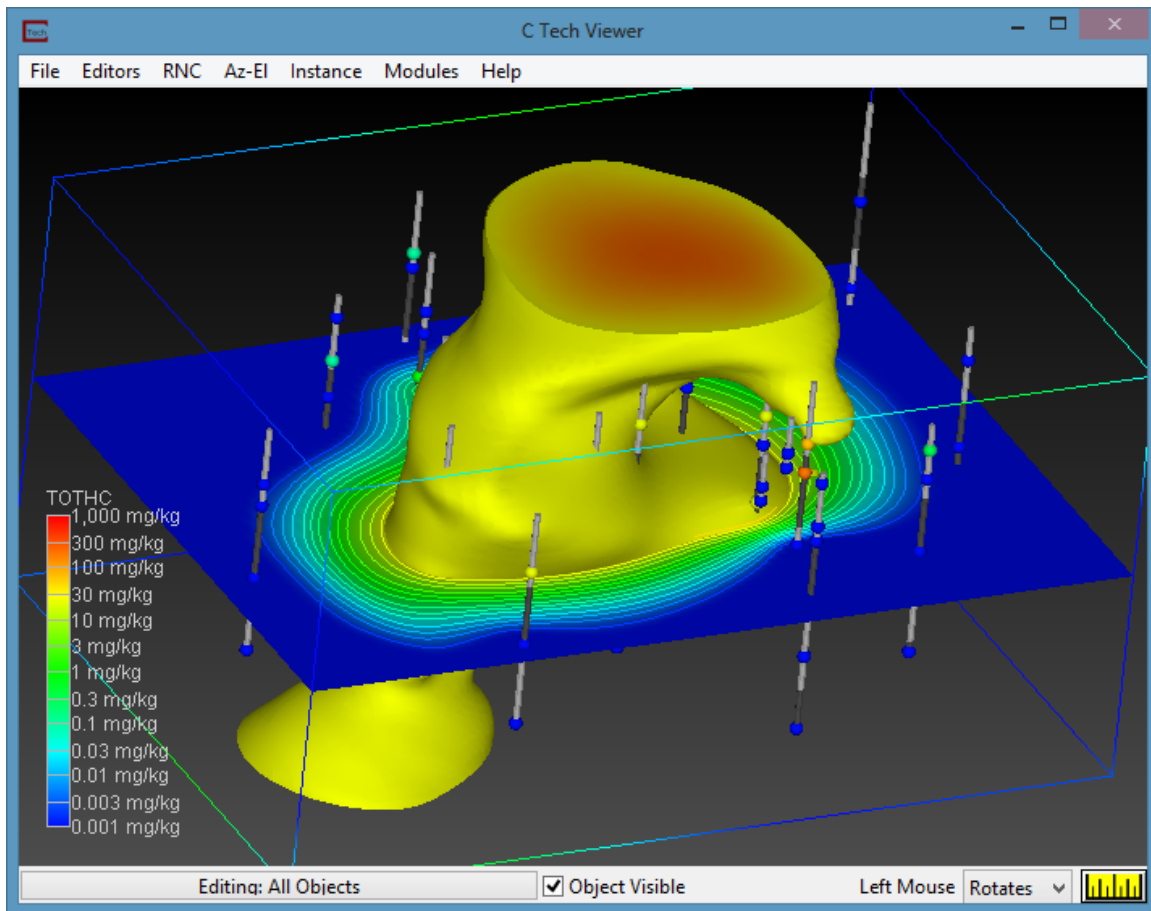 Tech
C Tech Viewer
File Editors RNC Az-El Instance Modules Help
TOTHC
1,000 mg/kg
300 mg/kg
100 mg/kg
30 mg/kg
10 mg/kg
3 mg/kg
1 mg/kg
0.3 mg/kg
0.1 mg/kg
0.03 mg/kg
0.01 mg/kg
0.003 mg/kg
0.001 mg/kg
Editing: All Objects Object Visible Left Mouse Rotates